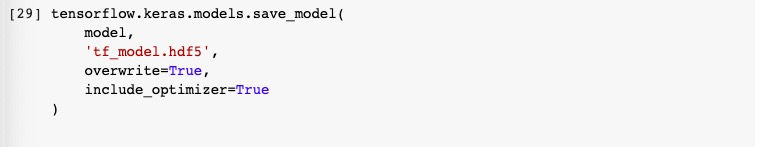 [29] tensorflow.keras.models.save_model(
model,
'tf_model.hdf5',
overwrite=True,
include_optimizer=True
)